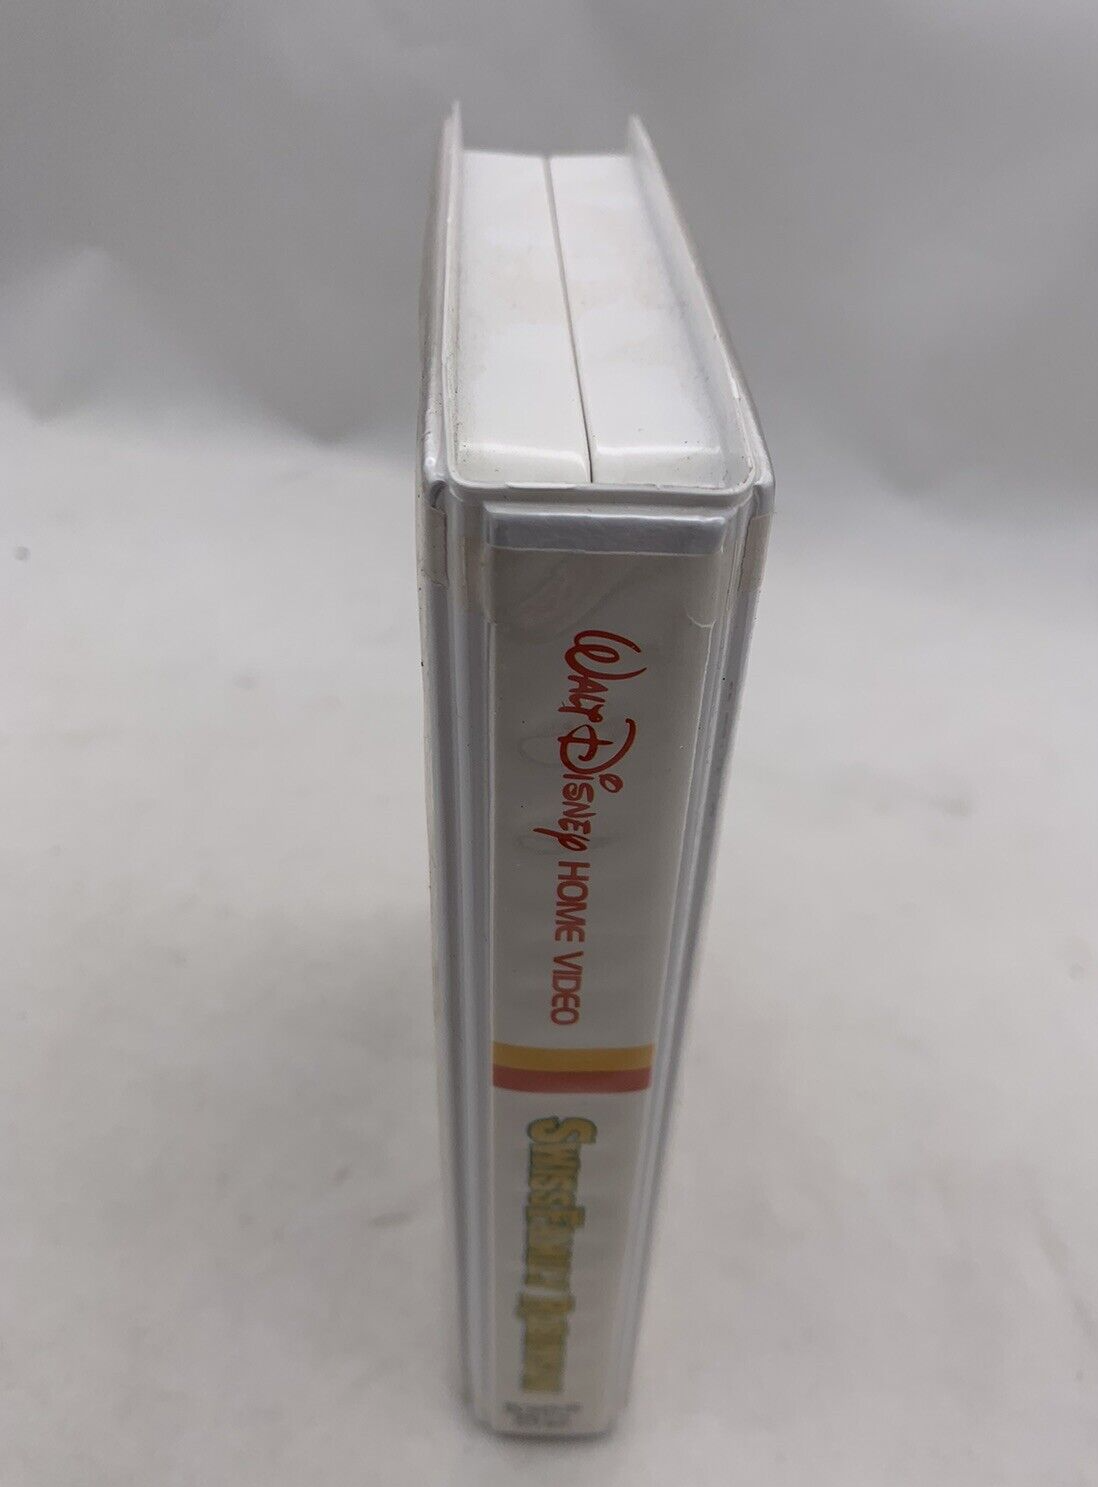 WALT DISNEY HOME VIDEO
SWISS FAMILY ROBINSON